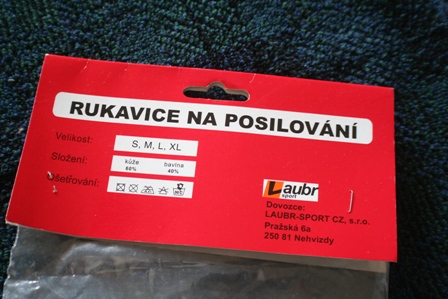 RUKAVICE NA POSILOVÁNÍ
Velikost: S, M, L, XL
Složení: kůže bavlna
60% 40%
Ošetřování:
Laubr
sport
Dovozce:
LAUBR-SPORT CZ, s.r.o.
Pražská 6a
250 81 Nehvizdy